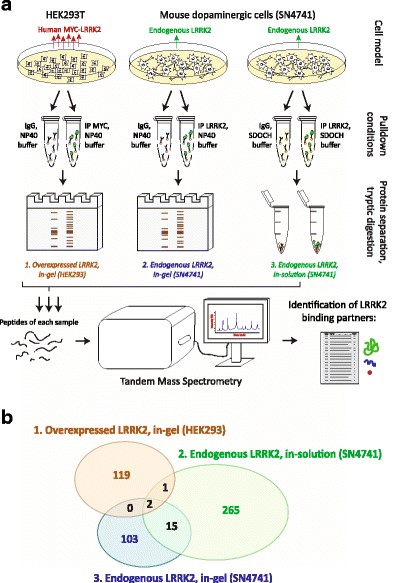 a
HEK293T
Human MYC-LRRK2
Mouse dopaminergic cells (SN4741)
Endogenous LRRK2
Endogenous LRRK2
Cell model
IgG,
NP40
buffer
IP MYC,
NP40
buffer
IgG,
NP40
buffer
IP LRRK2,
NP40
buffer
IgG,
SDOCH
buffer
IP LRRK2,
SDOCH
buffer
Pulldown
conditions
Protein separation,
tryptic digestion
1. Overexpressed LRRK2,
in-gel (HEK293)
2. Endogenous LRRK2,
in-gel (SN4741)
3. Endogenous LRRK2,
in-solution (SN4741)
Peptides of each sample
Tandem Mass Spectrometry
Identification of LRRK2
binding partners:
b
1. Overexpressed LRRK2, in-gel (HEK293)
2. Endogenous LRRK2, in-solution (SN4741)
119
1
0
2
265
15
103
3. Endogenous LRRK2, in-gel (SN4741)